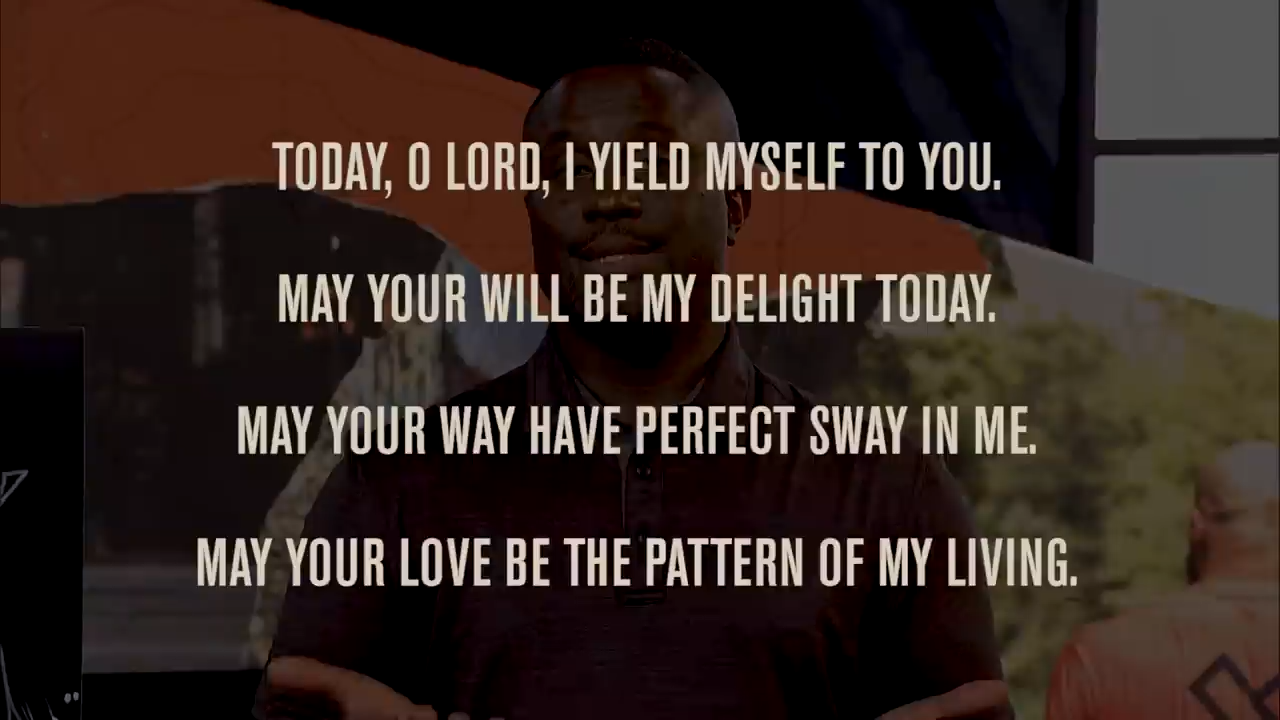 TODAY, O LORD, I YIELD MYSELF TO YOU.
MAY YOUR WILL BE MY DELIGHT TODAY.
MAY YOUR WAY HAVE PERFECT SWAY IN ME.
MAY YOUR LOVE BE THE PATTERN OF MY LIVING.